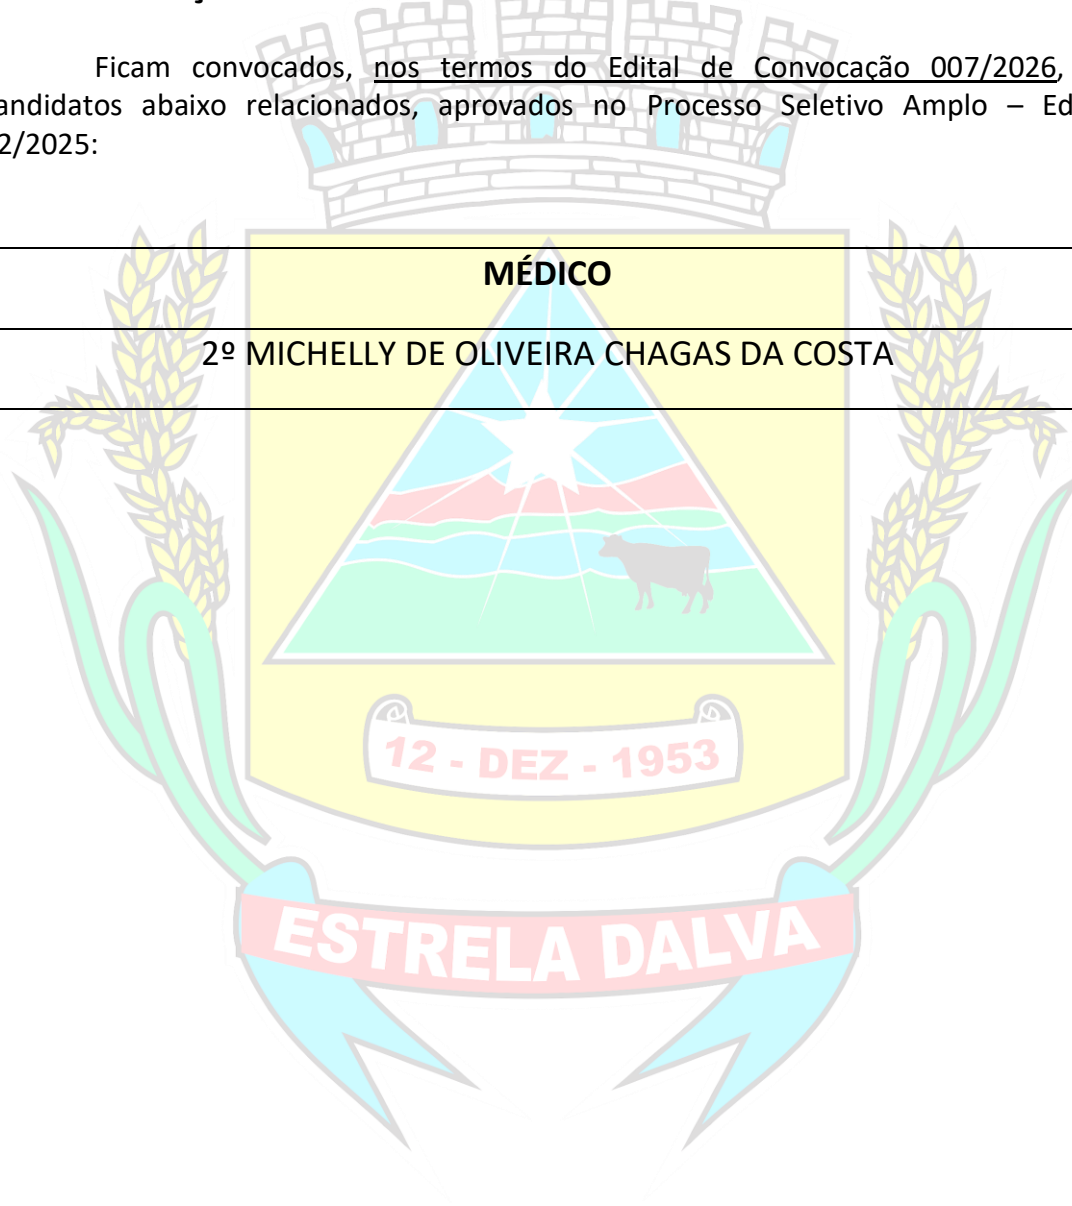 Ficam convocados, nos termos do Edital de Convocação 007/2026,
andidatos abaixo relacionados, aprovados no Processo Seletivo Amplo – Ed
2/2025:
MÉDICO
2º MICHELLY DE OLIVEIRA CHAGAS DA COSTA
12 - DEZ - 1953
ESTRELA DALVA